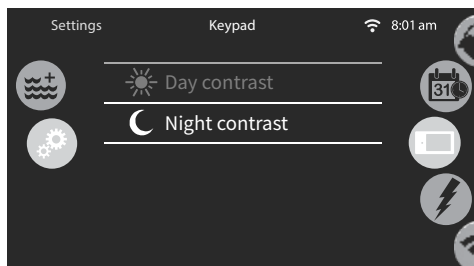 Settings
Keypad
8:01 am
Day contrast
31
Night contrast